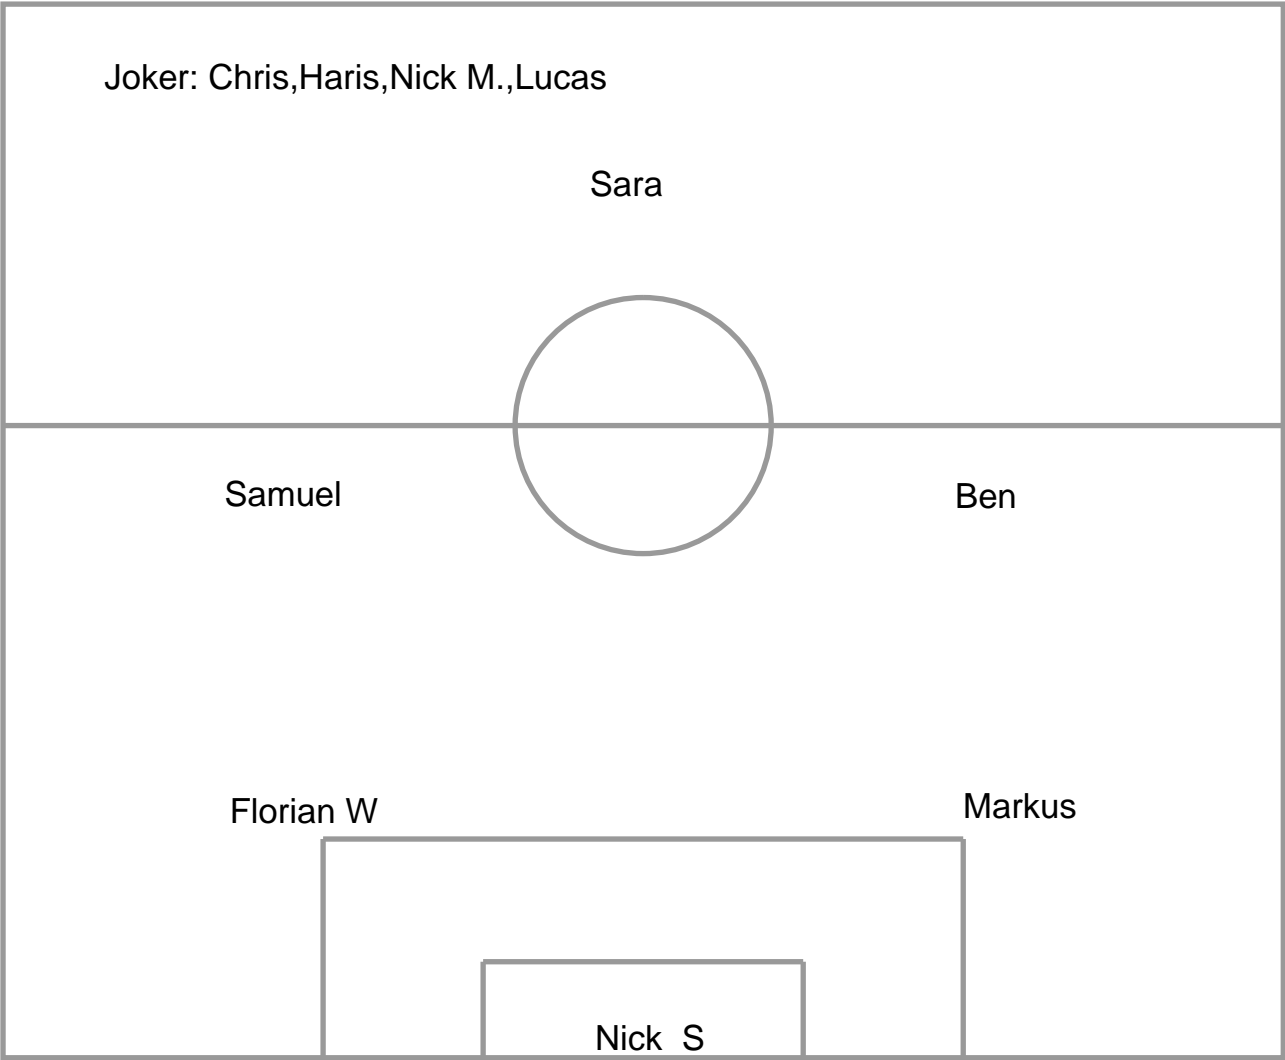 Joker: Chris,Haris,Nick M.,Lucas
Sara
Samuel
Ben
Florian W
Markus
Nick  S